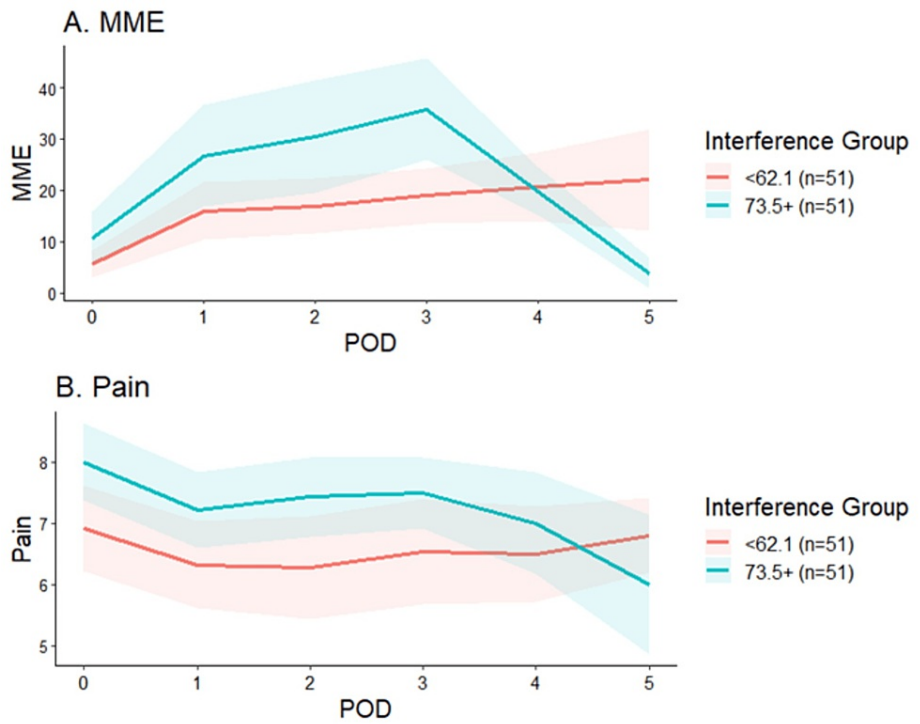 A. MME
MME
40
30
20
10
0
0 1 2 3 4 5
POD
Interference Group
<62.1 (n=51)
73.5+ (n=51)
B. Pain
Pain
8
7
6
5
0 1 2 3 4 5
POD
Interference Group
<62.1 (n=51)
73.5+ (n=51)